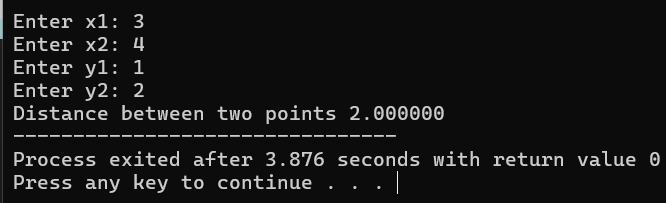 Enter x1: 3
Enter x2: 4
Enter y1: 1
Enter y2: 2
Distance between two points 2.000000
--------------------------------
Process exited after 3.876 seconds with return value 0
Press any key to continue . . .